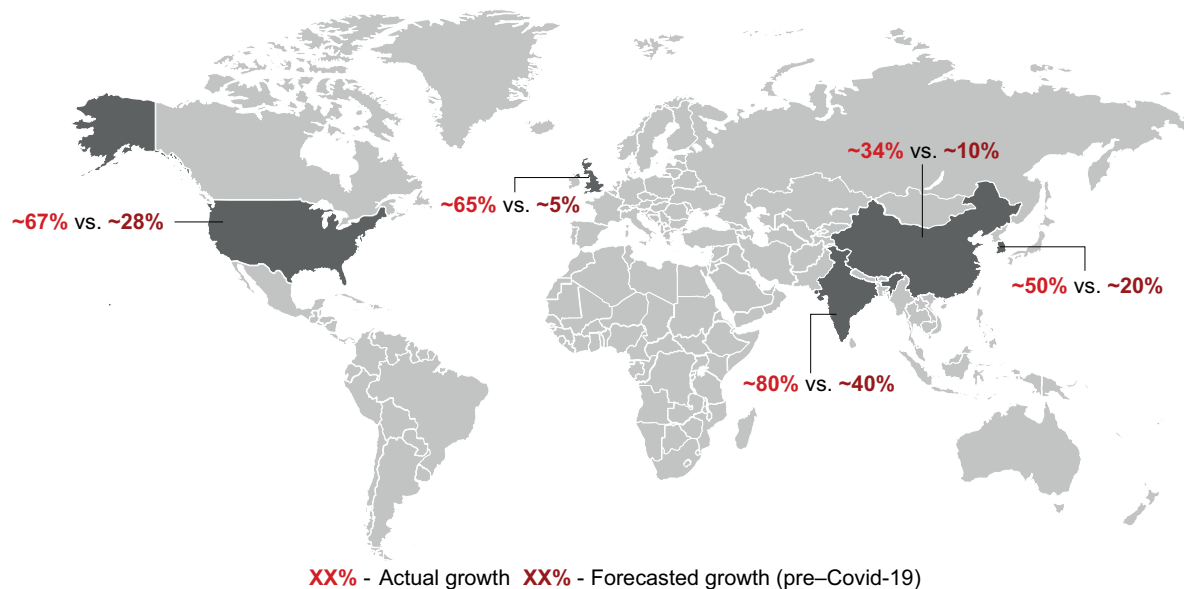 ~34% vs. ~10%
~65% vs. ~5%
~67% vs. ~28%
~50% vs. ~20%
~80% vs. ~40%
XX% - Actual growth XX% - Forecasted growth (pre–Covid-19)